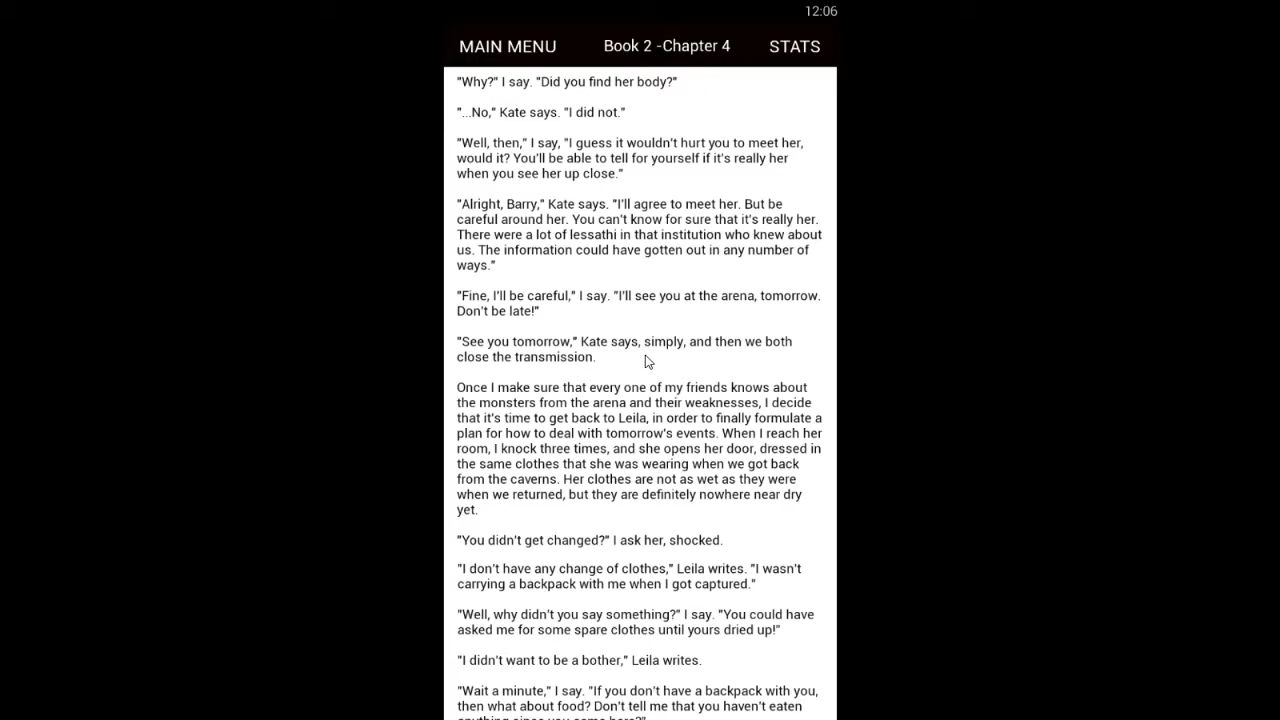 12:06
MAIN MENU Book 2 -Chapter 4 STATS
"Why?" I say. "Did you find her body?"
"...No," Kate says. "I did not."
"Well, then," I say, "I guess it wouldn't hurt you to meet her,
would it? You'll be able to tell for yourself if it's really her
when you see her up close."
"Alright, Barry," Kate says. "I'll agree to meet her. But be
careful around her. You can't know for sure that it's really her.
There were a lot of lessathi in that institution who knew about
us. The information could have gotten out in any number of
ways."
"Fine, I'll be careful," I say. "I'll see you at the arena, tomorrow.
Don't be late!"
"See you tomorrow," Kate says, simply, and then we both
close the transmission.
Once I make sure that every one of my friends knows about
the monsters from the arena and their weaknesses, I decide
that it's time to get back to Leila, in order to finally formulate a
plan for how to deal with tomorrow's events. When I reach her
room, I knock three times, and she opens her door, dressed in
the same clothes that she was wearing when we got back
from the caverns. Her clothes are not as wet as they were
when we returned, but they are definitely nowhere near dry
yet.
"You didn't get changed?" I ask her, shocked.
"I don't have any change of clothes," Leila writes. "I wasn't
carrying a backpack with me when I got captured."
"Well, why didn't you say something?" I say. "You could have
asked me for some spare clothes until yours dried up!"
"I didn't want to be a bother," Leila writes.
"Wait a minute," I say. "If you don't have a backpack with you,
then what about food? Don't tell me that you haven't eaten
anything since you came here?"